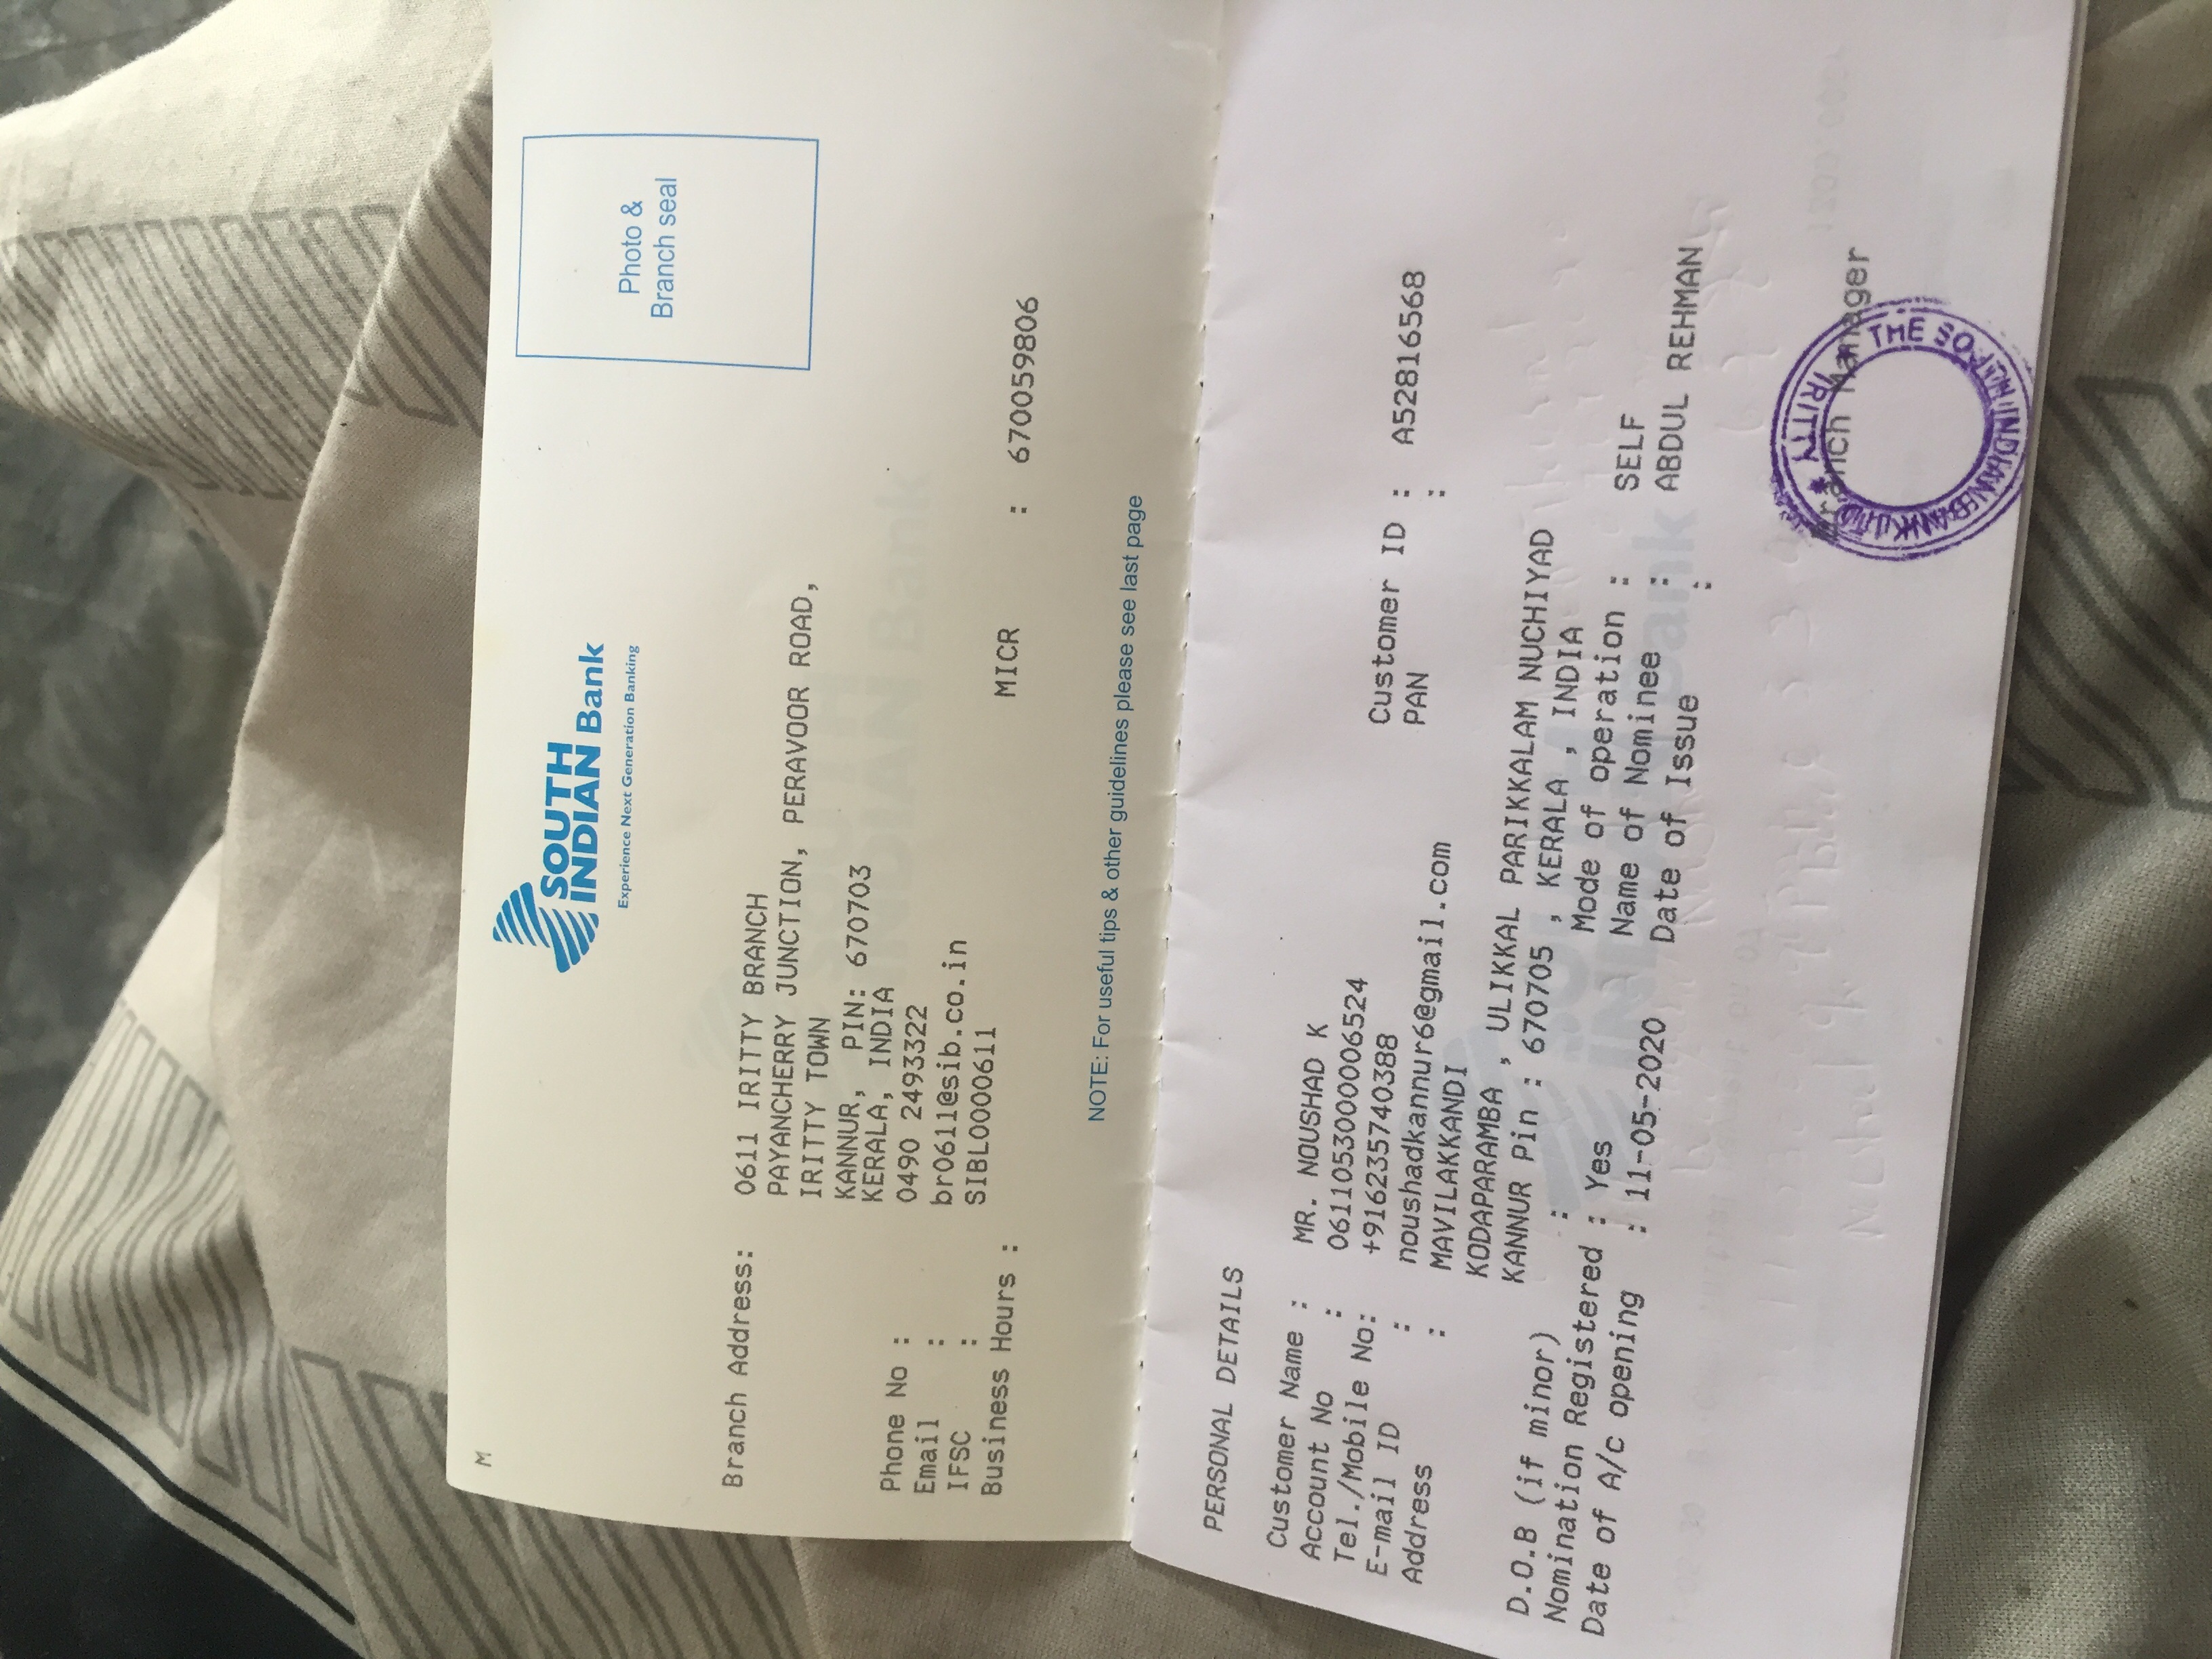 M
SOUTH
INDIAN Bank
Experience Next Generation Banking
Photo &
Branch seal
Branch Address: 0611 IRITTY BRANCH
PAYANCHERRY JUNCTION, PERAVOOR ROAD,
IRITTY TOWN
KANNUR, PIN: 670703
KERALA, INDIA
Phone No : 0490 2493322
Email : br0611@sib.co.in
IFSC : SIBL0000611
Business Hours : MICR : 670059806
NOTE: For useful tips & other guidelines please see last page
PERSONAL DETAILS
Customer Name : MR. NOUSHAD K
Account No : 0611053000006524
Tel./Mobile No: +916235740388 Customer ID : A52816568
E-mail ID : noushadkannur6@gmail.com PAN :
Address : MAVILAKKANDI
KODAPARAMBA , ULIKKAL PARIKKALAM NUCHIYAD
KANNUR Pin : 670705 , KERALA , INDIA
D.O.B (if minor) : Mode of operation : SELF
Nomination Registered : Yes Name of Nominee : ABDUL REHMAN
Date of A/c opening : 11-05-2020 Date of Issue :
Branch Manager
THE SOUTH INDIAN BANK LTD * IRITTY *